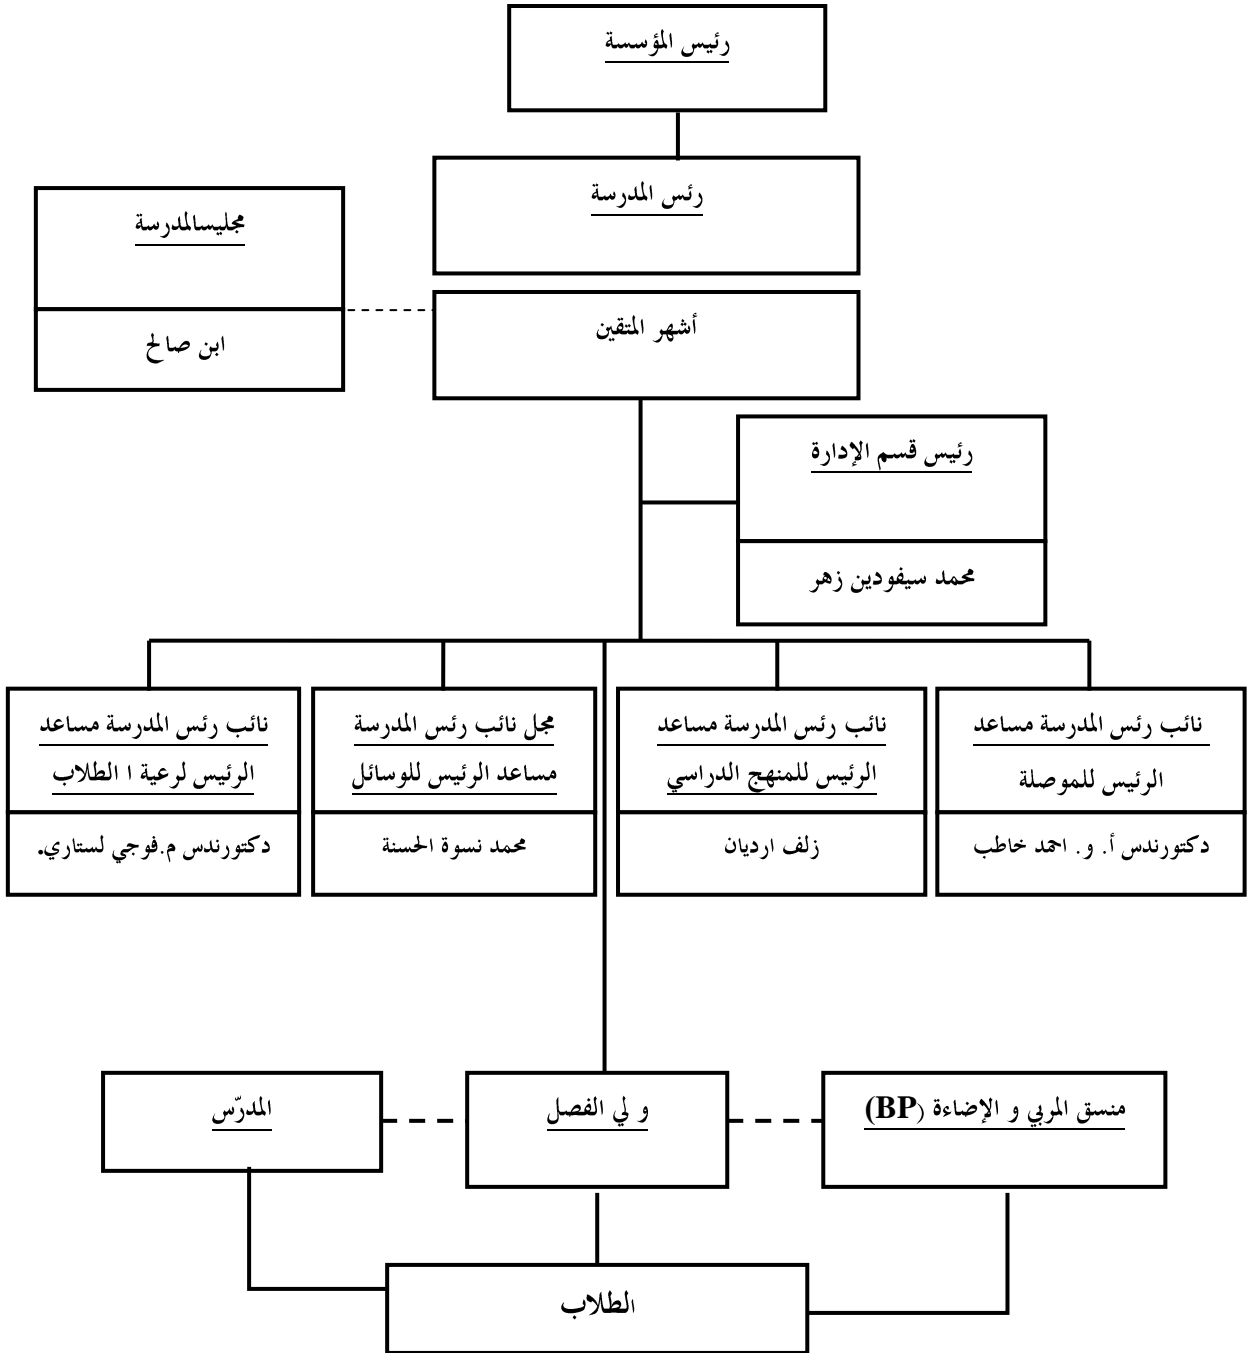 رئيس المؤسسة
رئس المدرسة
مجليسالمدرسة
أشهر المتقين
ابن صالح
رئيس قسم الإدارة
محمد سيفودين زهر
نائب رئس المدرسة مساعد
الرئيس للموصلة
دكتورندس أ. و. احمد خاطب
نائب رئس المدرسة مساعد
الرئيس للمنهج الدراسي
زلف ارديان
مجل نائب رئس المدرسة
مساعد الرئيس للوسائل
محمد نسوة الحسنة
نائب رئس المدرسة مساعد
الرئيس لرعية ا الطلاب
دكتورندس م.فوجي لستاري.
منسق المربي و الإضاءة (BP)
و لي الفصل
المدرّس
الطلاب